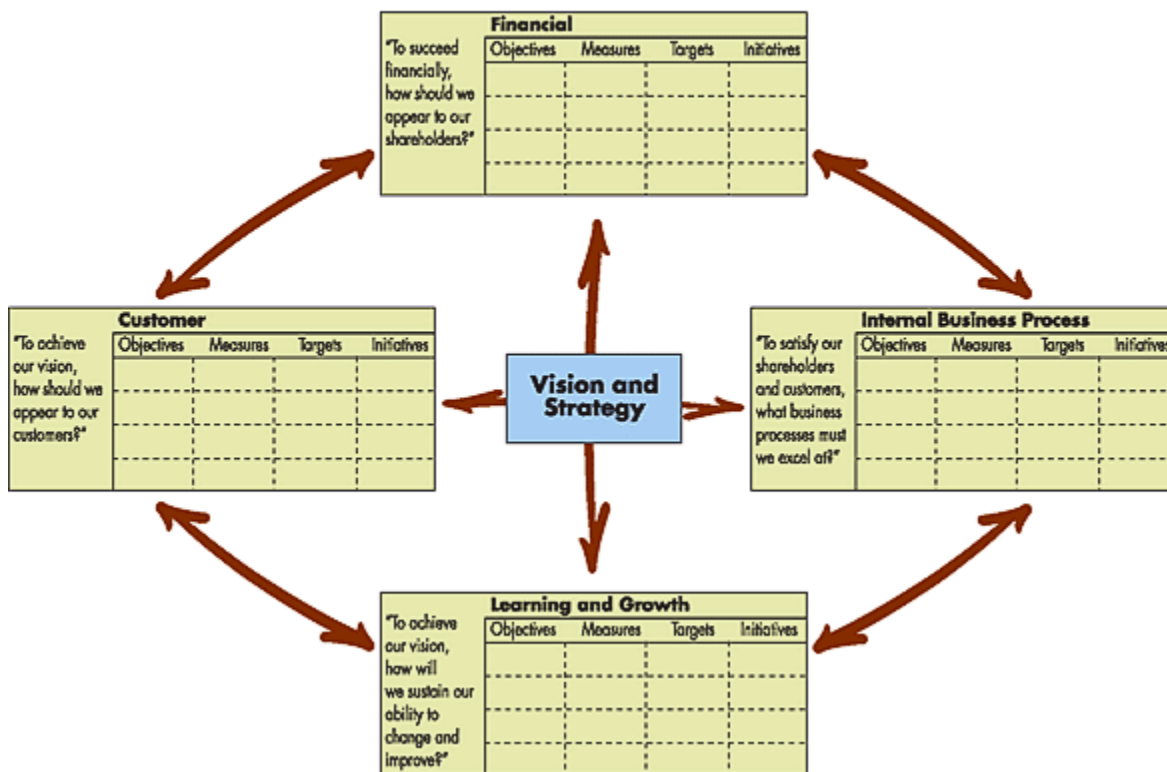 Financial
"To succeed
financially,
how should we
appear to our
shareholders?"
Objectives Measures Targets Initiatives
Customer
"To achieve
our vision,
how should we
appear to our
customers?"
Objectives Measures Targets Initiatives
Vision and
Strategy
Internal Business Process
"To satisfy our
shareholders
and customers,
what business
processes must
we excel at?"
Objectives Measures Targets Initiatives
Learning and Growth
"To achieve
our vision,
how will
we sustain our
ability to
change and
improve?"
Objectives Measures Targets Initiatives